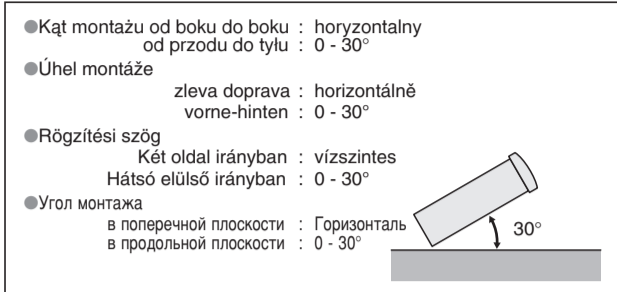 ●Kąt montażu od boku do boku : horyzontalny
od przodu do tyłu : 0 - 30°
●Úhel montáže
zleva doprava : horizontálně
vorne-hinten : 0 - 30°
●Rögzítési szög
Két oldal irányban : vízszintes
Hátsó elülső irányban : 0 - 30°
●Угол монтажа
в поперечной плоскости : Горизонталь
в продольной плоскости : 0 - 30°
30°